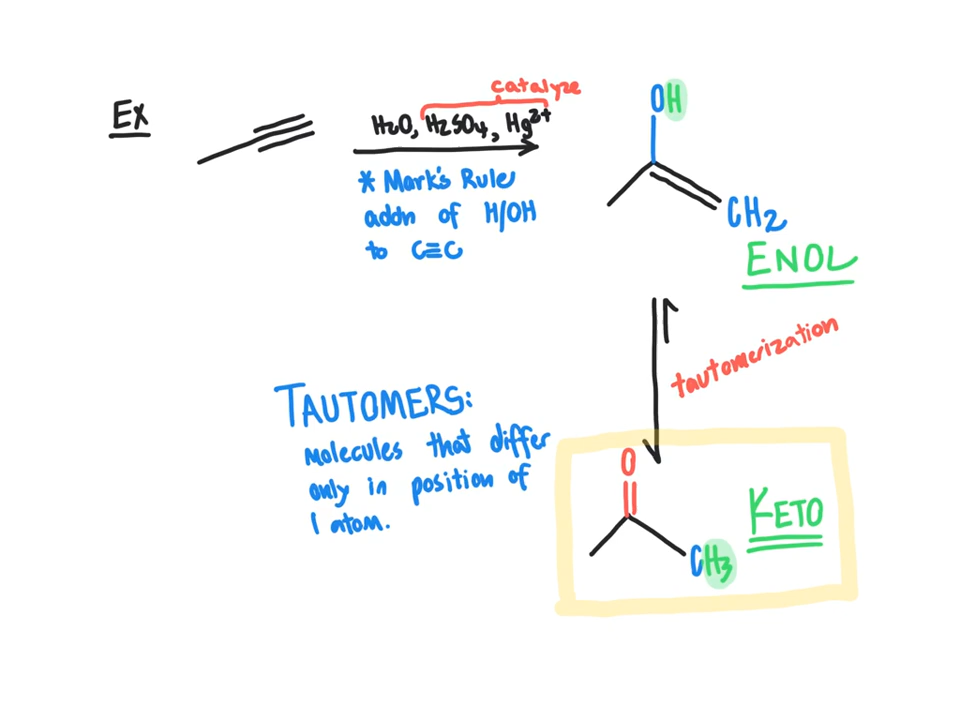 Ex
catalyze
H2O, H2SO4, Hg2+
* Mark's Rule
addn of H/OH
to C≡C
OH
CH2
ENOL
tautomerization
TAUTOMERS:
molecules that differ
only in position of
1 atom.
O
KETO
CH3